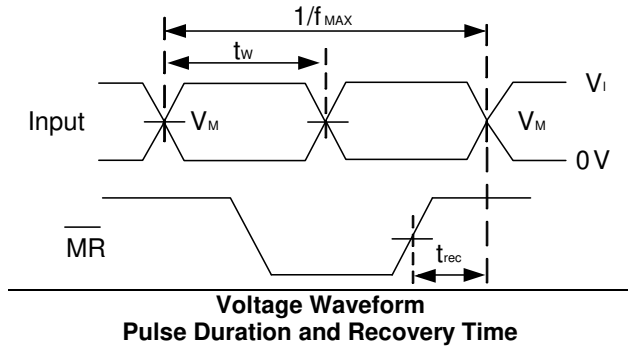 1/fMAX
tW
Input
VM
VM
VI
0 V
MR
trec
Voltage Waveform
Pulse Duration and Recovery Time